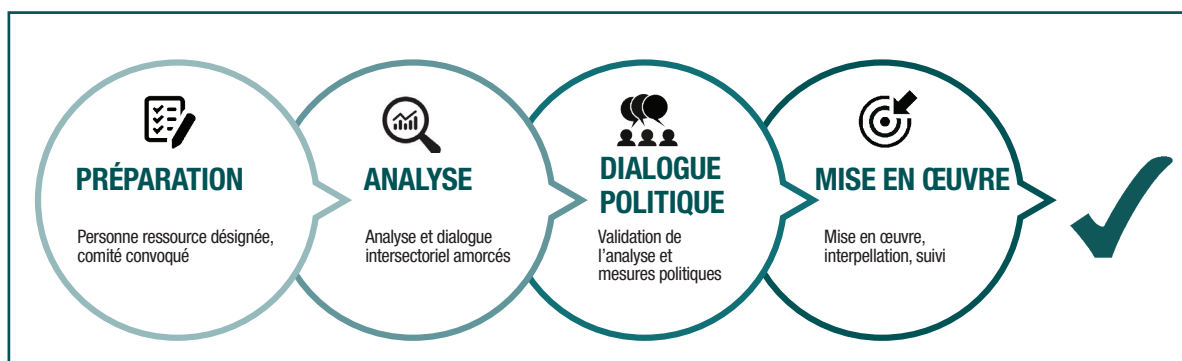 PRÉPARATION
Personne ressource désignée,
comité convoqué
ANALYSE
Analyse et dialogue
intersectoriel amorcés
DIALOGUE
POLITIQUE
Validation de
l'analyse et
mesures politiques
MISE EN ŒUVRE
Mise en œuvre,
interpellation, suivi